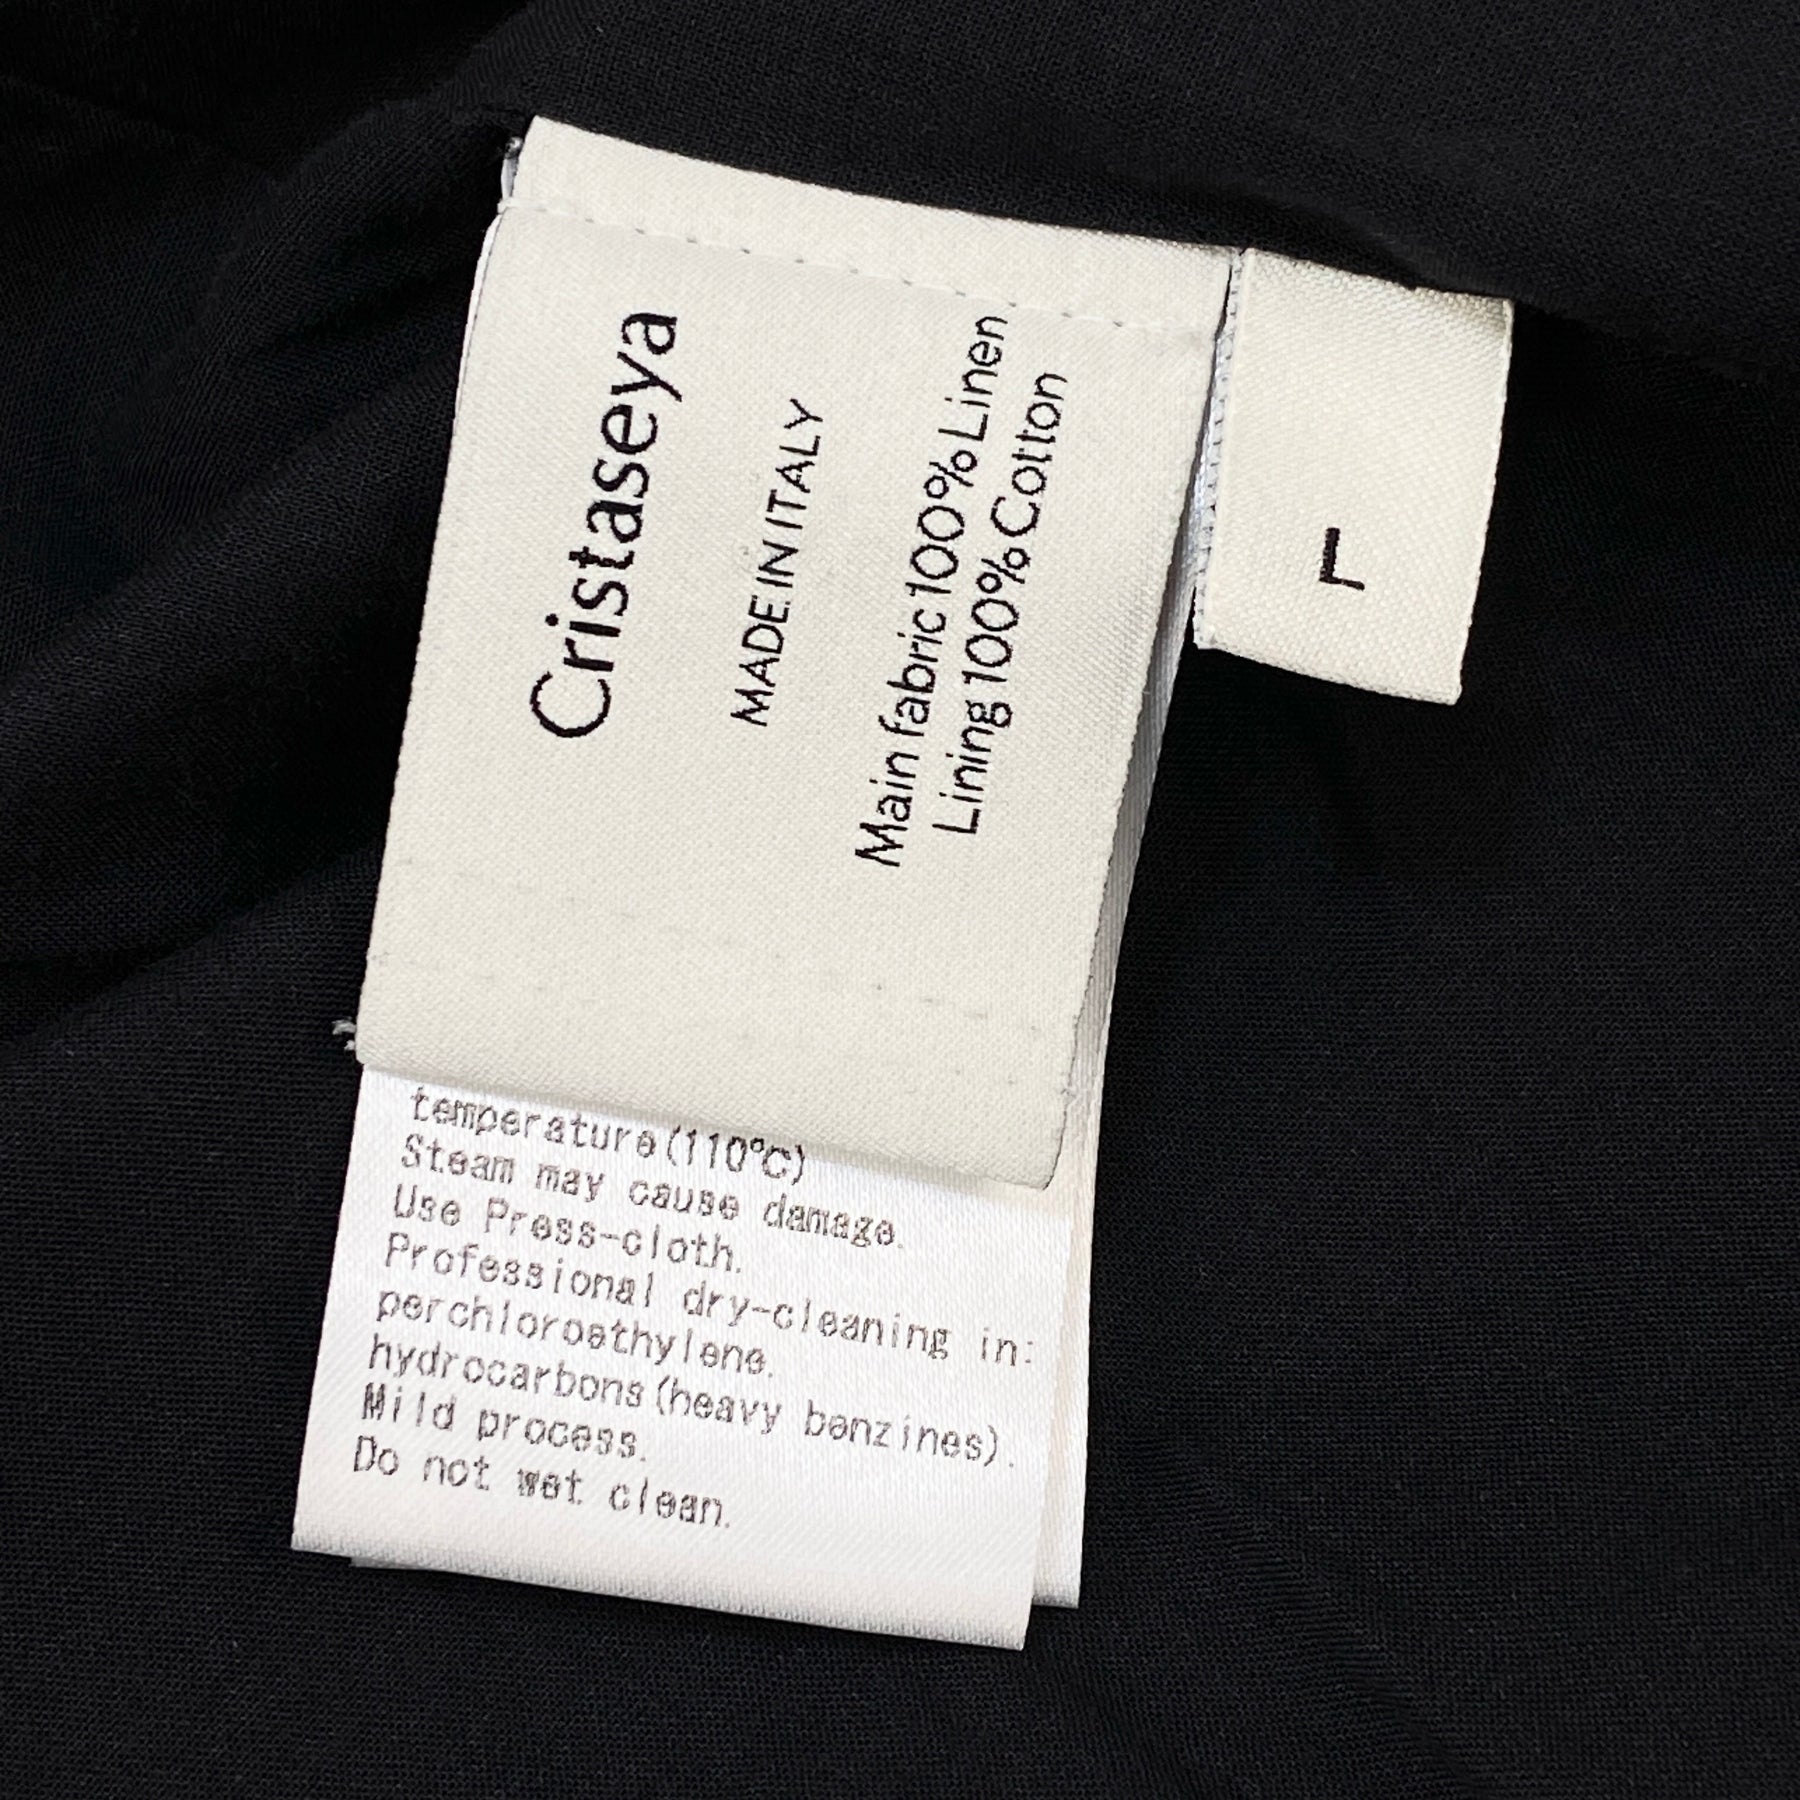 Cristaseya
MADE IN ITALY
Main fabric 100% Linen
Lining 100% Cotton
L
temperature(110℃)
Steam may cause damage.
Use Press-cloth.
Professional dry-cleaning in:
perchloroethylene.
hydrocarbons(heavy benzines).
Mild process.
Do not wet clean.